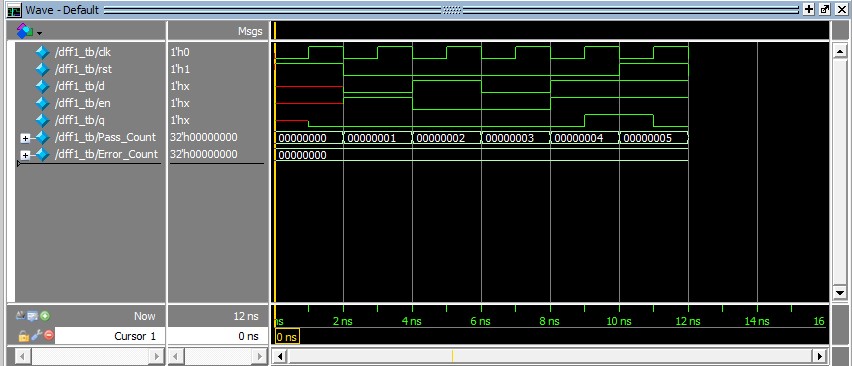 Wave - Default
Msgs
/dff1_tb/clk 1'h0
/dff1_tb/rst 1'h1
/dff1_tb/d 1'hx
/dff1_tb/en 1'hx
/dff1_tb/q 1'hx
/dff1_tb/Pass_Count 32'h00000000 00000000 00000001 00000002 00000003 00000004 00000005
/dff1_tb/Error_Count 32'h00000000 00000000
Now 12 ns ns 2 ns 4 ns 6 ns 8 ns 10 ns 12 ns 14 ns 16
Cursor 1 0 ns 0 ns